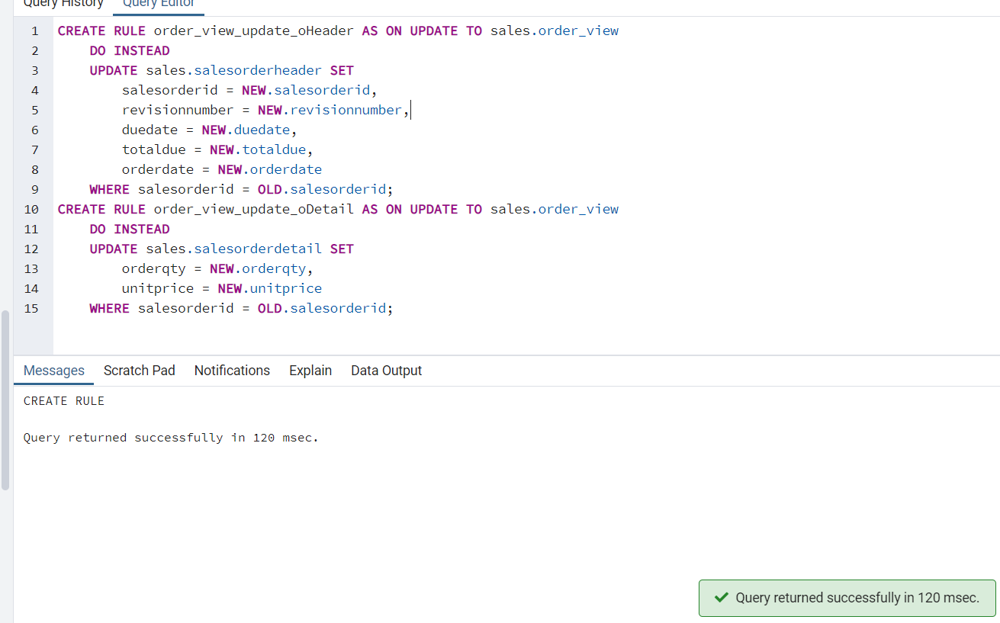 Query History Query Editor
1 CREATE RULE order_view_update_oHeader AS ON UPDATE TO sales.order_view
2 DO INSTEAD
3 UPDATE sales.salesorderheader SET
4 salesorderid = NEW.salesorderid,
5 revisionnumber = NEW.revisionnumber,
6 duedate = NEW.duedate,
7 totaldue = NEW.totaldue,
8 orderdate = NEW.orderdate
9 WHERE salesorderid = OLD.salesorderid;
10 CREATE RULE order_view_update_oDetail AS ON UPDATE TO sales.order_view
11 DO INSTEAD
12 UPDATE sales.salesorderdetail SET
13 orderqty = NEW.orderqty,
14 unitprice = NEW.unitprice
15 WHERE salesorderid = OLD.salesorderid;
Messages Scratch Pad Notifications Explain Data Output
CREATE RULE
Query returned successfully in 120 msec.
Query returned successfully in 120 msec.